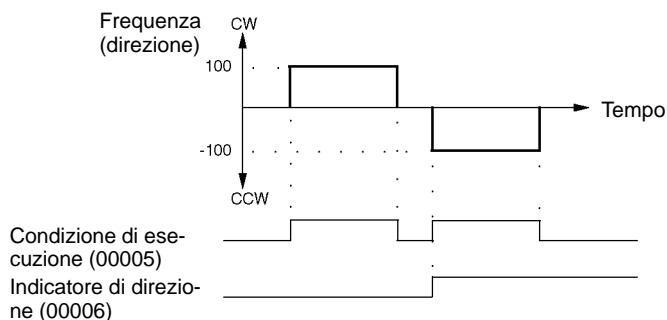 Frequenza
(direzione)
CW
100
Tempo
-100
CCW
Condizione di ese-
cuzione (00005)
Indicatore di direzio-
ne (00006)